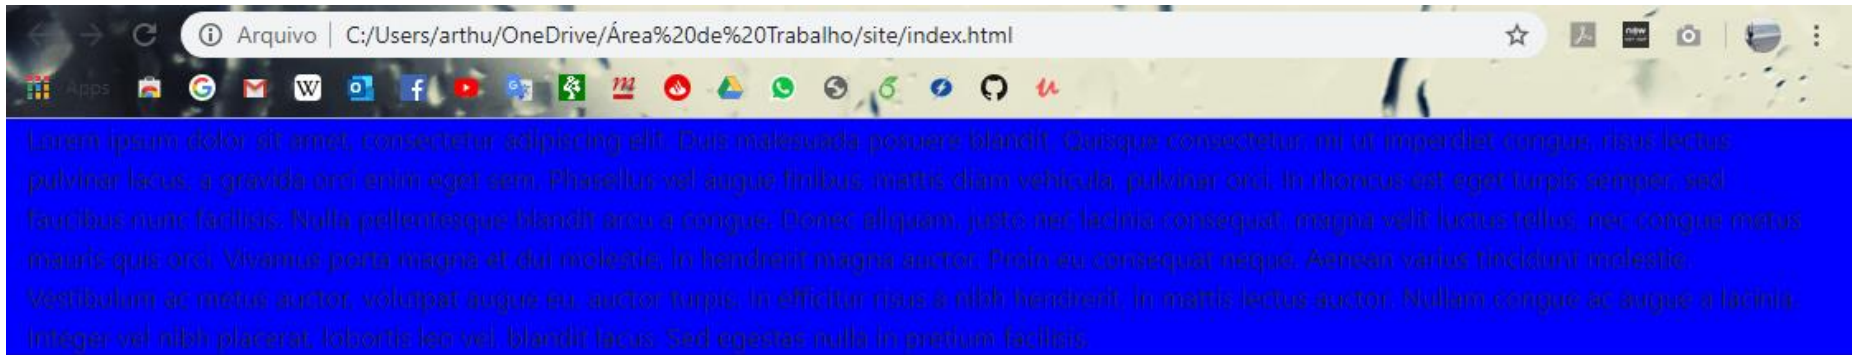 Arquivo | C:/Users/arthu/OneDrive/Área%20de%20Trabalho/site/index.html
Apps
Lorem ipsum dolor sit amet, consectetur adipiscing elit. Duis malesuada posuere blandit. Quisque consectetur, mi ut imperdiet congue, risus lectus
pulvinar lacus, a gravida orci enim eget sem. Phasellus vel augue finibus, mattis diam vehicula, pulvinar orci. In rhoncus est eget turpis semper, sed
faucibus nunc facilisis. Nulla pellentesque blandit arcu a congue. Donec aliquam, justo nec lacinia consequat, magna velit luctus tellus, nec congue metus
mauris quis orci. Vivamus porta magna et dui molestie, in hendrerit magna auctor. Proin eu consequat neque. Aenean varius tincidunt molestie.
Vestibulum ac metus auctor, volutpat augue eu, auctor turpis. In efficitur risus a nibh hendrerit, in mattis lectus auctor. Nullam congue ac augue a lacinia.
Integer vel nibh placerat, lobortis leo vel, blandit lacus. Sed egestas nulla in pretium facilisis.